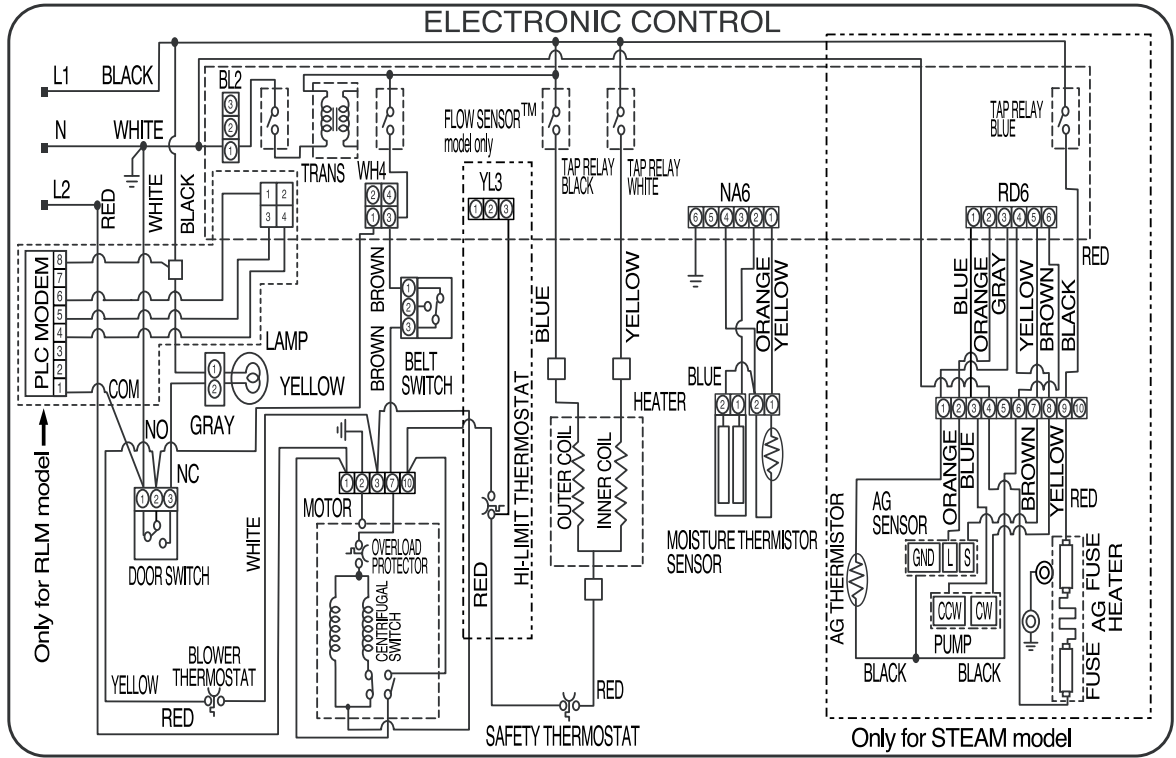 ELECTRONIC CONTROL
L1
BLACK
BL2
3
2
1
N
WHITE
L2
RED
WHITE
BLACK
TRANS
WH4
2 4
1 3
1 2
3 4
FLOW SENSOR™
model only
YL3
1 2 3
TAP RELAY
BLACK
TAP RELAY
WHITE
NA6
6 5 4 3 2 1
TAP RELAY
BLUE
RD6
1 2 3 4 5 6
RED
PLC MODEM
8
7
6
5
4
3
2
1
COM
Only for RLM model
LAMP
1
2
YELLOW
GRAY
NO
NC
1 2 3
DOOR SWITCH
BROWN
BROWN
1
2
3
BELT
SWITCH
BLUE
YELLOW
ORANGE
YELLOW
BLUE
2 1 2 1
MOISTURE THERMISTOR
SENSOR
HEATER
OUTER COIL
INNER COIL
HI-LIMIT THERMOSTAT
1 2 3 7 10
MOTOR
OVERLOAD
PROTECTOR
CENTRIFUGAL
SWITCH
WHITE
RED
BLOWER
THERMOSTAT
YELLOW
RED
SAFETY THERMOSTAT
RED
BLUE
ORANGE
GRAY
YELLOW
BROWN
BLACK
1 2 3 4 5 6 7 8 9 10
ORANGE
BLUE
BROWN
YELLOW
RED
AG
SENSOR
GND L S
CCW CW
PUMP
AG THERMISTOR
BLACK
BLACK
FUSE
AG
HEATER
FUSE
Only for STEAM model